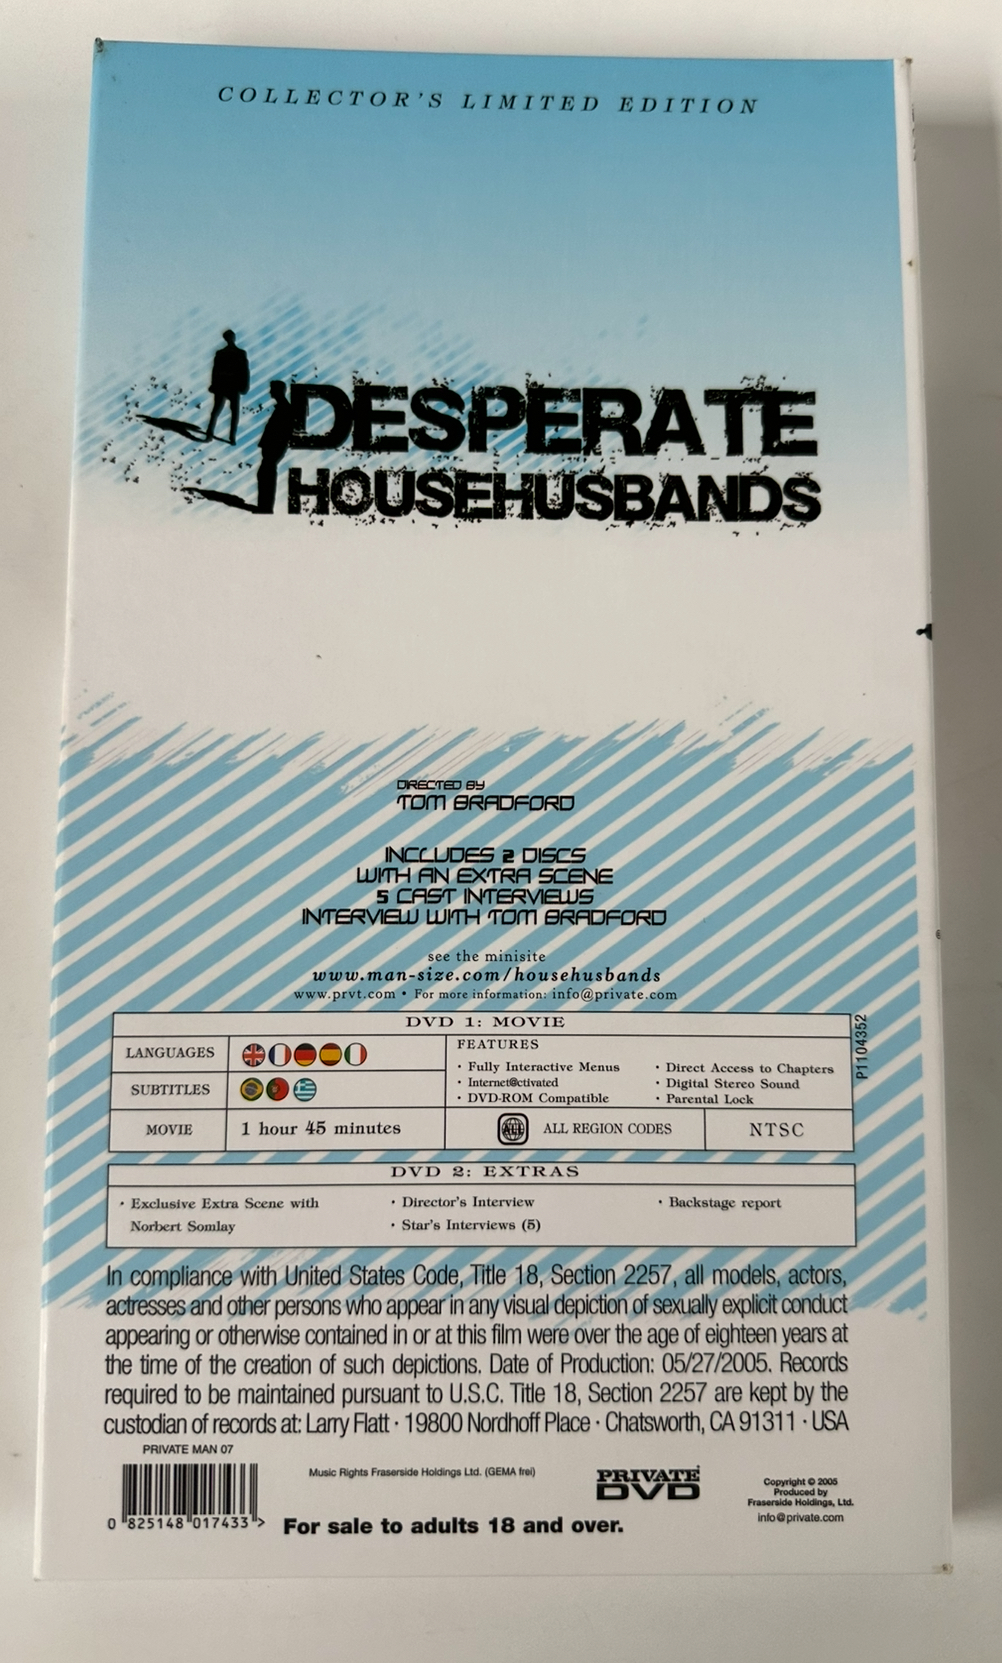 COLLECTOR'S LIMITED EDITION
DESPERATE
HOUSEHUSBANDS
DIRECTED BY
TOM BRADFORD
INCLUDES 2 DISCS
WITH AN EXTRA SCENE
5 CAST INTERVIEWS
INTERVIEW WITH TOM BRADFORD
see the minisite
www.man-size.com/househusbands
www.prvt.com • For more information: info@private.com
DVD 1: MOVIE
LANGUAGES
SUBTITLES
MOVIE
1 hour 45 minutes
FEATURES
· Fully Interactive Menus
· Internet@ctivated
· DVD-ROM Compatible
· Direct Access to Chapters
· Digital Stereo Sound
· Parental Lock
ALL
ALL REGION CODES
NTSC
P1104352
DVD 2: EXTRAS
· Exclusive Extra Scene with
Norbert Somlay
· Director's Interview
· Star's Interviews (5)
· Backstage report
In compliance with United States Code, Title 18, Section 2257, all models, actors,
actresses and other persons who appear in any visual depiction of sexually explicit conduct
appearing or otherwise contained in or at this film were over the age of eighteen years at
the time of the creation of such depictions. Date of Production: 05/27/2005. Records
required to be maintained pursuant to U.S.C. Title 18, Section 2257 are kept by the
custodian of records at: Larry Flatt · 19800 Nordhoff Place · Chatsworth, CA 91311 · USA
PRIVATE MAN 07
0 825148 017433 >
Music Rights Fraserside Holdings Ltd. (GEMA frei)
For sale to adults 18 and over.
PRIVATE
DVD
Copyright © 2005
Produced by
Fraserside Holdings, Ltd.
info@private.com